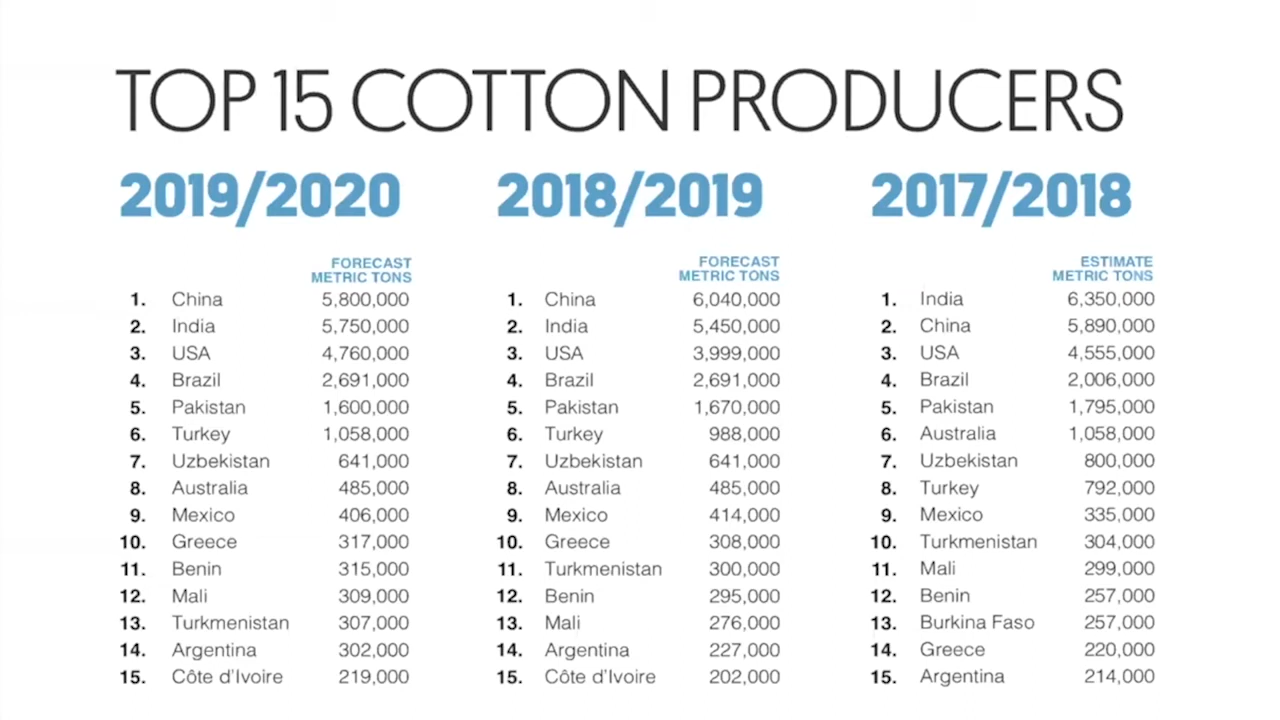 TOP 15 COTTON PRODUCERS
2019/2020
FORECAST
METRIC TONS
1. China 5,800,000
2. India 5,750,000
3. USA 4,760,000
4. Brazil 2,691,000
5. Pakistan 1,600,000
6. Turkey 1,058,000
7. Uzbekistan 641,000
8. Australia 485,000
9. Mexico 406,000
10. Greece 317,000
11. Benin 315,000
12. Mali 309,000
13. Turkmenistan 307,000
14. Argentina 302,000
15. Côte d'Ivoire 219,000
2018/2019
FORECAST
METRIC TONS
1. China 6,040,000
2. India 5,450,000
3. USA 3,999,000
4. Brazil 2,691,000
5. Pakistan 1,670,000
6. Turkey 988,000
7. Uzbekistan 641,000
8. Australia 485,000
9. Mexico 414,000
10. Greece 308,000
11. Turkmenistan 300,000
12. Benin 295,000
13. Mali 276,000
14. Argentina 227,000
15. Côte d'Ivoire 202,000
2017/2018
ESTIMATE
METRIC TONS
1. India 6,350,000
2. China 5,890,000
3. USA 4,555,000
4. Brazil 2,006,000
5. Pakistan 1,795,000
6. Australia 1,058,000
7. Uzbekistan 800,000
8. Turkey 792,000
9. Mexico 335,000
10. Turkmenistan 304,000
11. Mali 299,000
12. Benin 257,000
13. Burkina Faso 257,000
14. Greece 220,000
15. Argentina 214,000